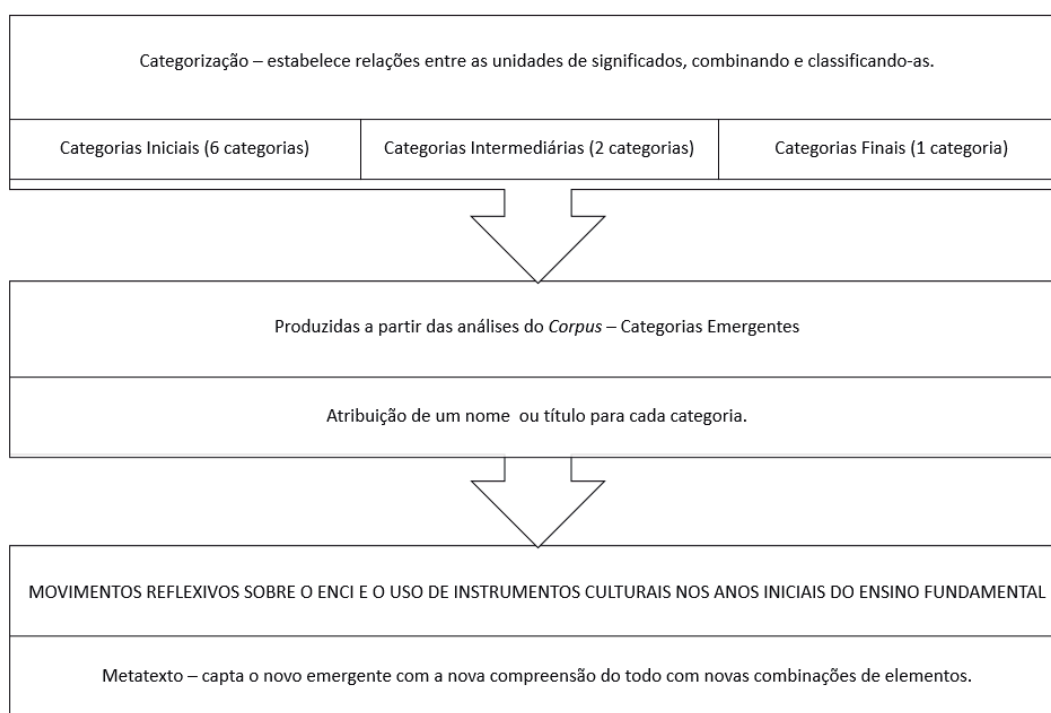 Categorização – estabelece relações entre as unidades de significados, combinando e classificando-as.
Categorias Iniciais (6 categorias)
Categorias Intermediárias (2 categorias)
Categorias Finais (1 categoria)
Produzidas a partir das análises do Corpus – Categorias Emergentes
Atribuição de um nome ou título para cada categoria.
MOVIMENTOS REFLEXIVOS SOBRE O ENCI E O USO DE INSTRUMENTOS CULTURAIS NOS ANOS INICIAIS DO ENSINO FUNDAMENTAL
Metatexto – capta o novo emergente com a nova compreensão do todo com novas combinações de elementos.